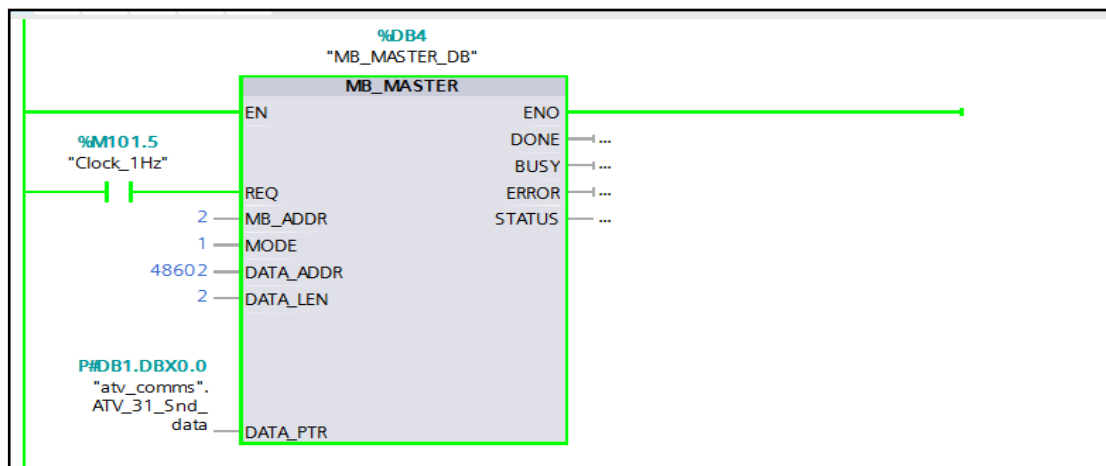 %DB4
"MB_MASTER_DB"
MB_MASTER
EN ENO
%M101.5 DONE ...
"Clock_1Hz" BUSY ...
REQ ERROR ...
2 MB_ADDR STATUS ...
1 MODE
48602 DATA_ADDR
2 DATA_LEN
P#DB1.DBX0.0
"atv_comms".
ATV_31_Snd_
data DATA_PTR